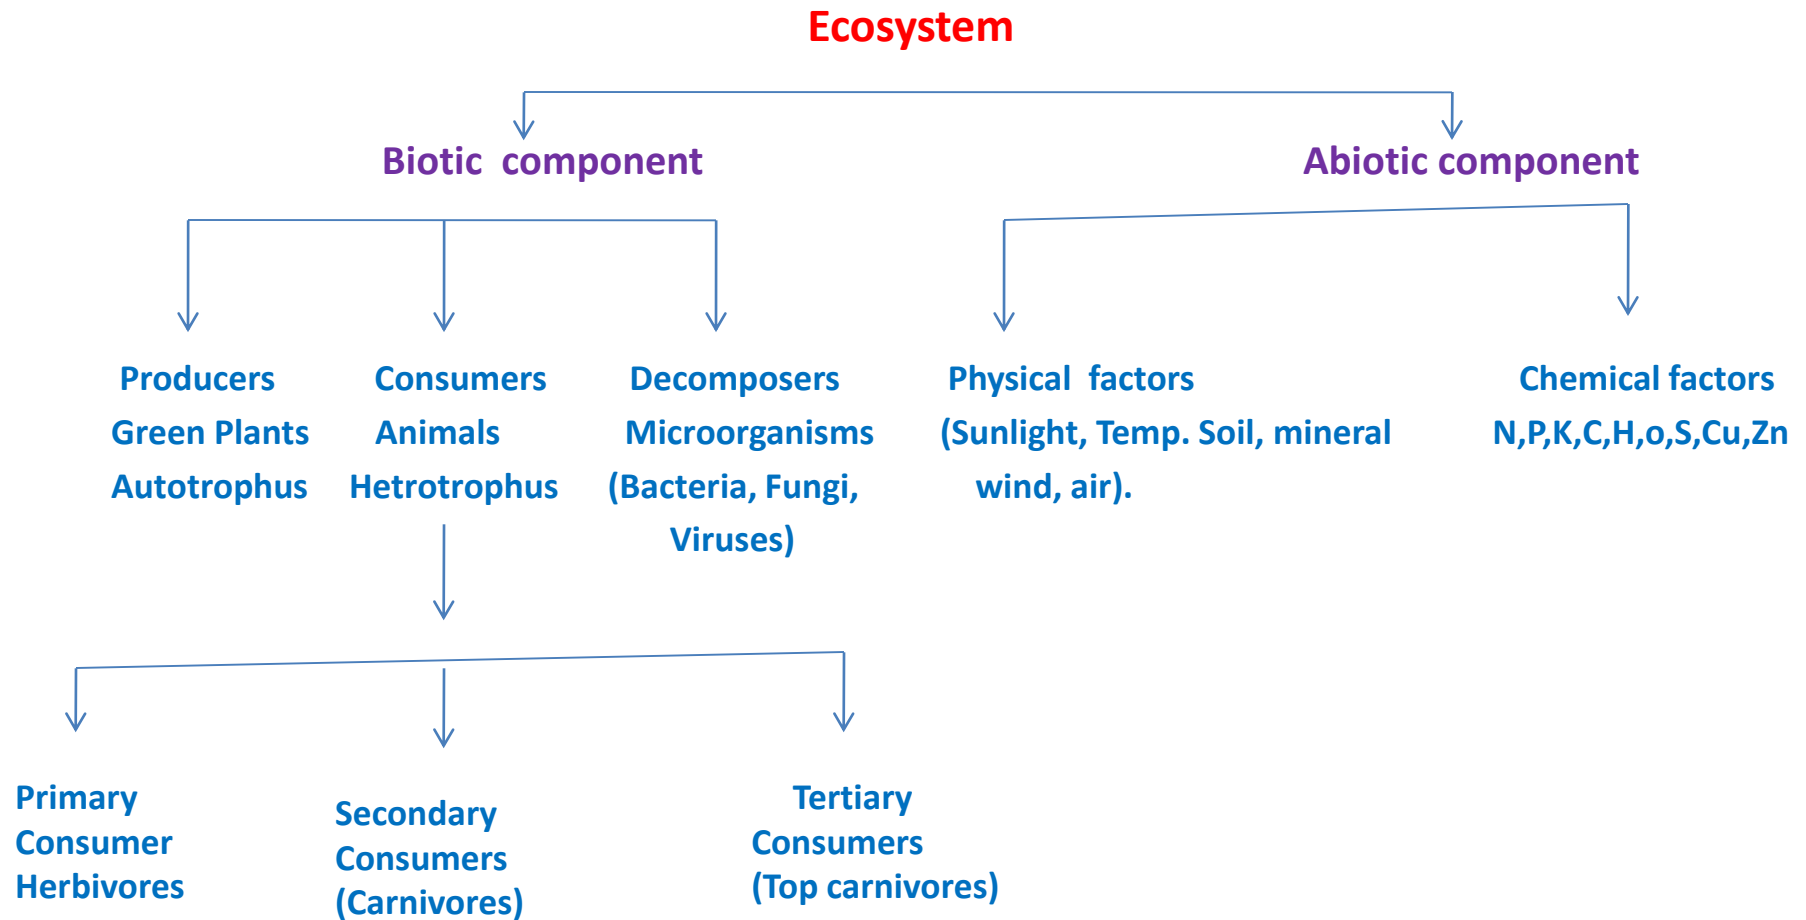 Ecosystem
Biotic  component
Abiotic component
Producers
Green Plants
Autotrophus
Consumers
Animals
Hetrotrophus
Decomposers
Microorganisms
(Bacteria, Fungi,
Viruses)
Physical  factors
(Sunlight, Temp. Soil, mineral
wind, air).
Chemical factors
N,P,K,C,H,o,S,Cu,Zn
Primary
Consumer
Herbivores
Secondary
Consumers
(Carnivores)
Tertiary
Consumers
(Top carnivores)